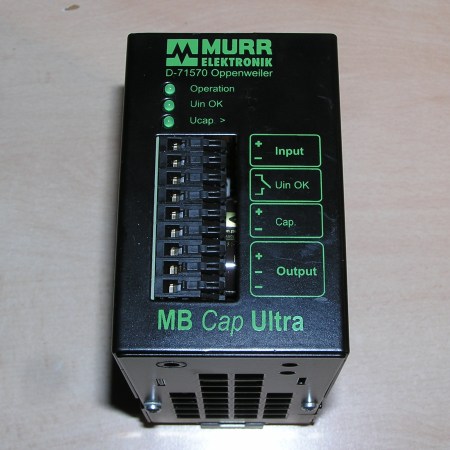 MURR
ELEKTRONIK
D-71570 Oppenweiler
Operation
Uin OK
Ucap. >
+ Input
-
Uin OK
+ Cap.
-
+
- Output
-
MB Cap Ultra